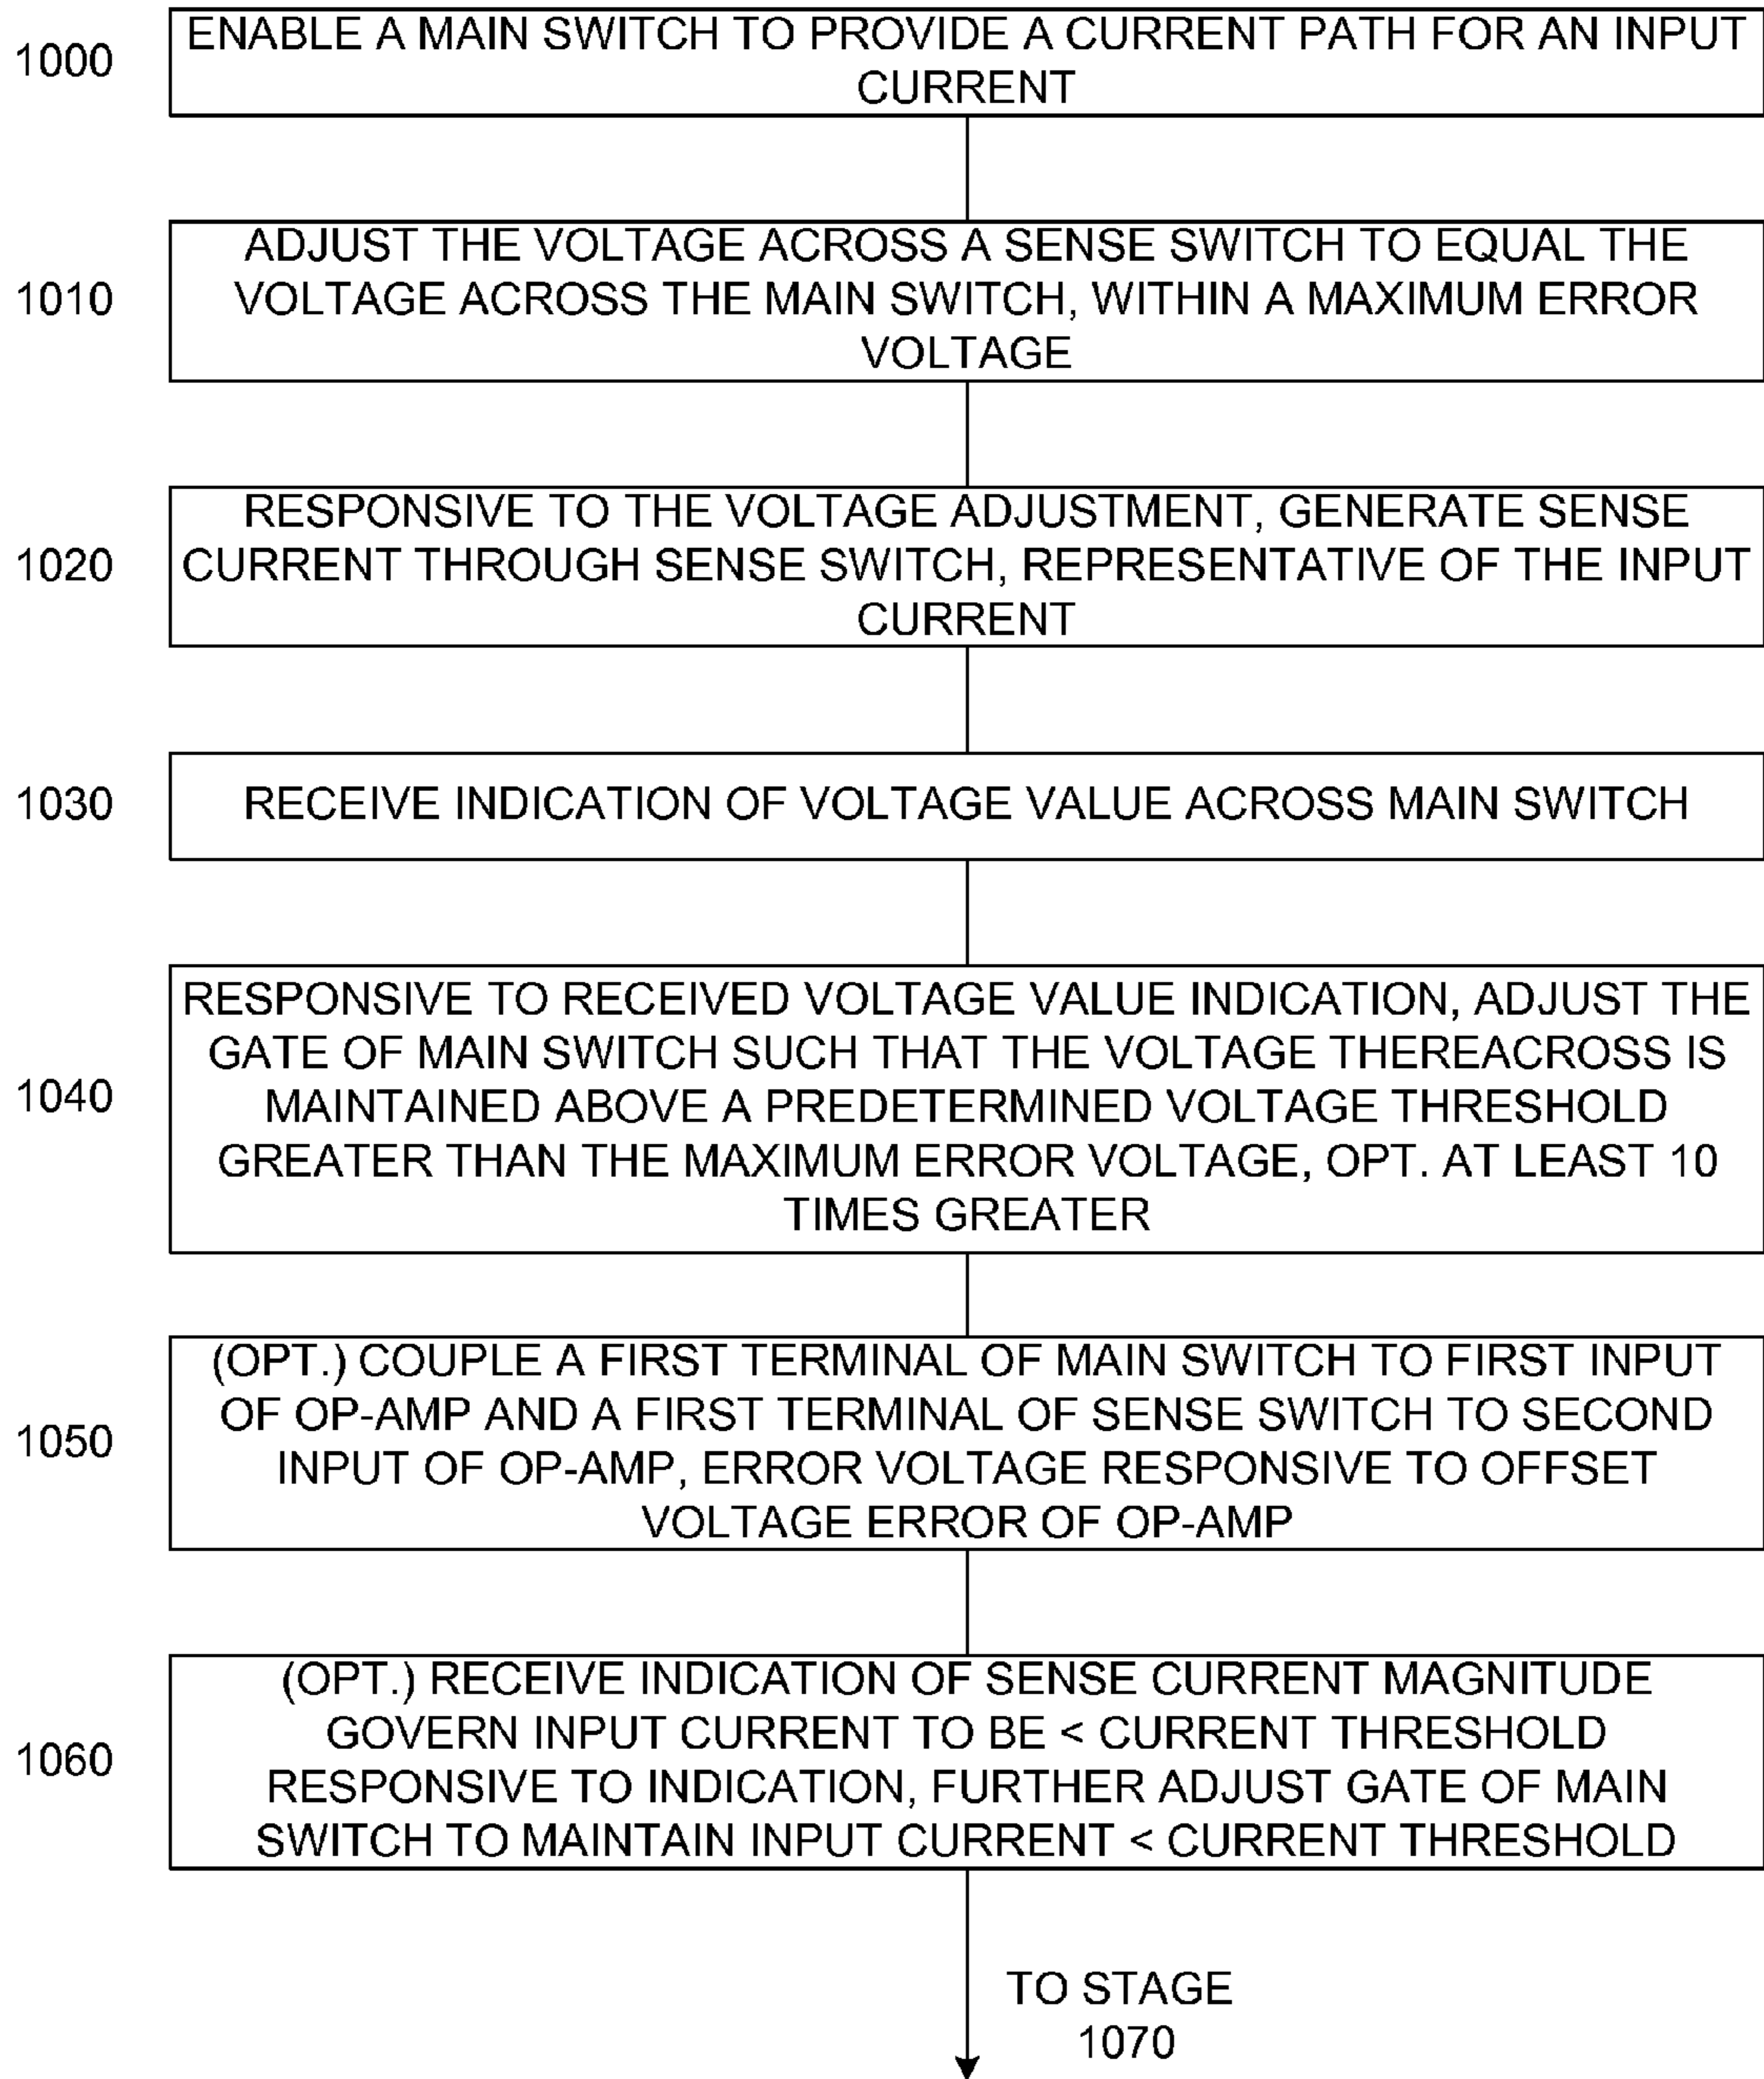 1000
ENABLE A MAIN SWITCH TO PROVIDE A CURRENT PATH FOR AN INPUT
CURRENT
1010
ADJUST THE VOLTAGE ACROSS A SENSE SWITCH TO EQUAL THE
VOLTAGE ACROSS THE MAIN SWITCH, WITHIN A MAXIMUM ERROR
VOLTAGE
1020
RESPONSIVE TO THE VOLTAGE ADJUSTMENT, GENERATE SENSE
CURRENT THROUGH SENSE SWITCH, REPRESENTATIVE OF THE INPUT
CURRENT
1030
RECEIVE INDICATION OF VOLTAGE VALUE ACROSS MAIN SWITCH
1040
RESPONSIVE TO RECEIVED VOLTAGE VALUE INDICATION, ADJUST THE
GATE OF MAIN SWITCH SUCH THAT THE VOLTAGE THEREACROSS IS
MAINTAINED ABOVE A PREDETERMINED VOLTAGE THRESHOLD
GREATER THAN THE MAXIMUM ERROR VOLTAGE, OPT. AT LEAST 10
TIMES GREATER
1050
(OPT.) COUPLE A FIRST TERMINAL OF MAIN SWITCH TO FIRST INPUT
OF OP-AMP AND A FIRST TERMINAL OF SENSE SWITCH TO SECOND
INPUT OF OP-AMP, ERROR VOLTAGE RESPONSIVE TO OFFSET
VOLTAGE ERROR OF OP-AMP
1060
(OPT.) RECEIVE INDICATION OF SENSE CURRENT MAGNITUDE
GOVERN INPUT CURRENT TO BE < CURRENT THRESHOLD
RESPONSIVE TO INDICATION, FURTHER ADJUST GATE OF MAIN
SWITCH TO MAINTAIN INPUT CURRENT < CURRENT THRESHOLD
TO STAGE
1070